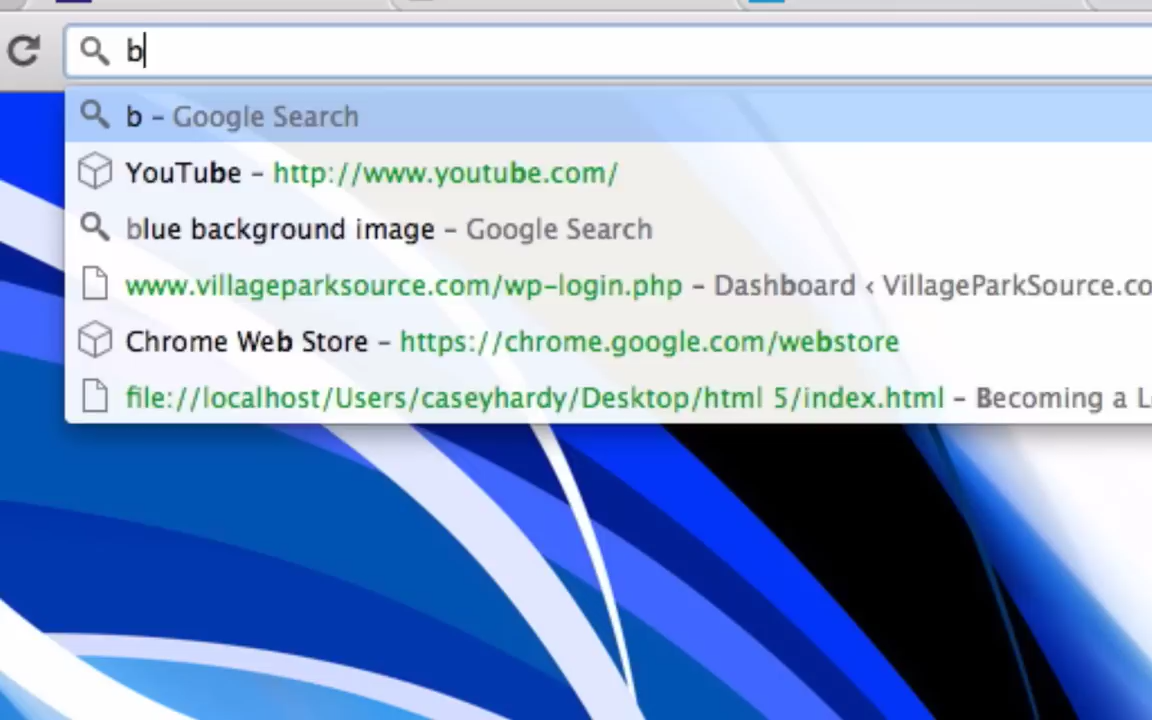 b
b – Google Search
YouTube – http://www.youtube.com/
blue background image – Google Search
www.villageparksource.com/wp-login.php – Dashboard ‹ VillageParkSource.co
Chrome Web Store – https://chrome.google.com/webstore
file://localhost/Users/caseyhardy/Desktop/html 5/index.html – Becoming a L